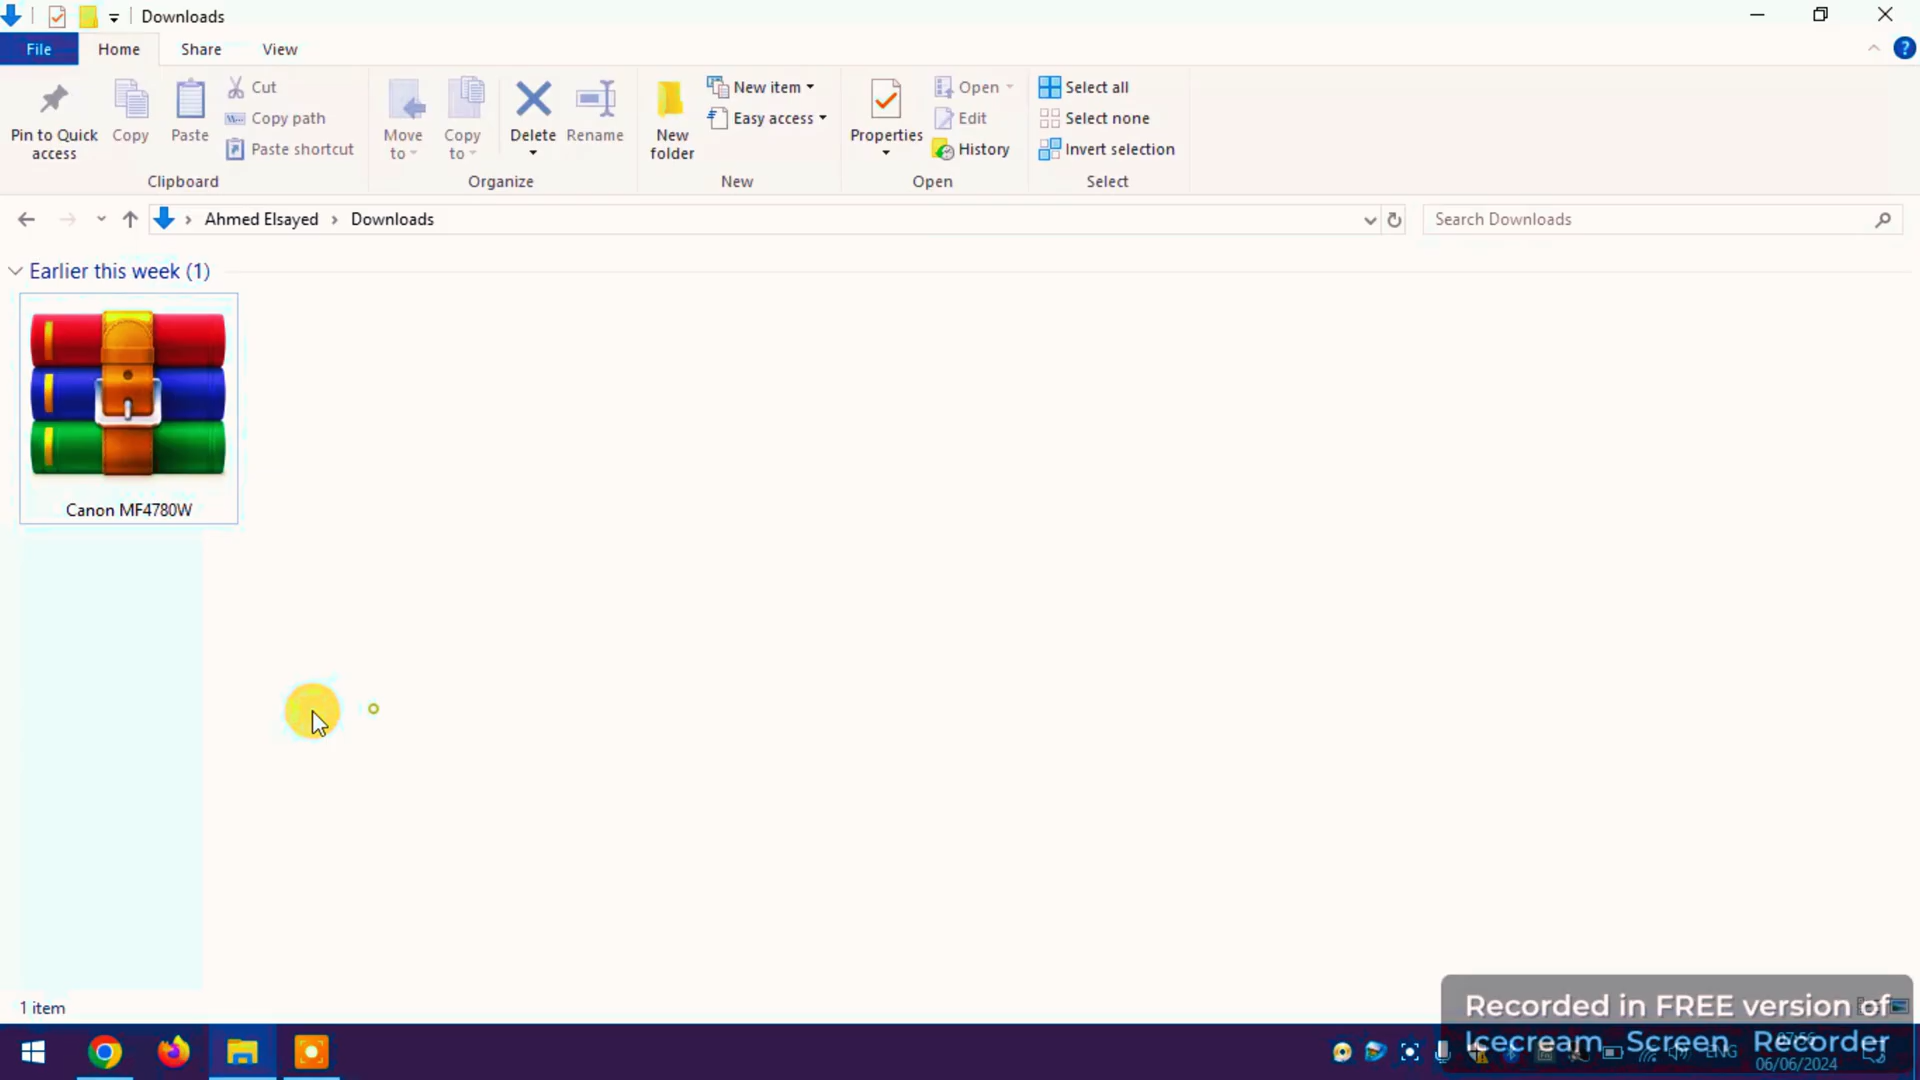 Downloads
File
Home
Share
View
Pin to Quick access
Copy
Paste
Cut
Copy path
Paste shortcut
Clipboard
Move to
Copy to
Delete
Rename
Organize
New folder
New item
Easy access
New
Properties
Open
Edit
History
Open
Select all
Select none
Invert selection
Select
Ahmed Elsayed
Downloads
Search Downloads
Earlier this week (1)
Canon MF4780W
1 item
Recorded in FREE version of
Icecream Screen Recorder
ENG
06/06/2024